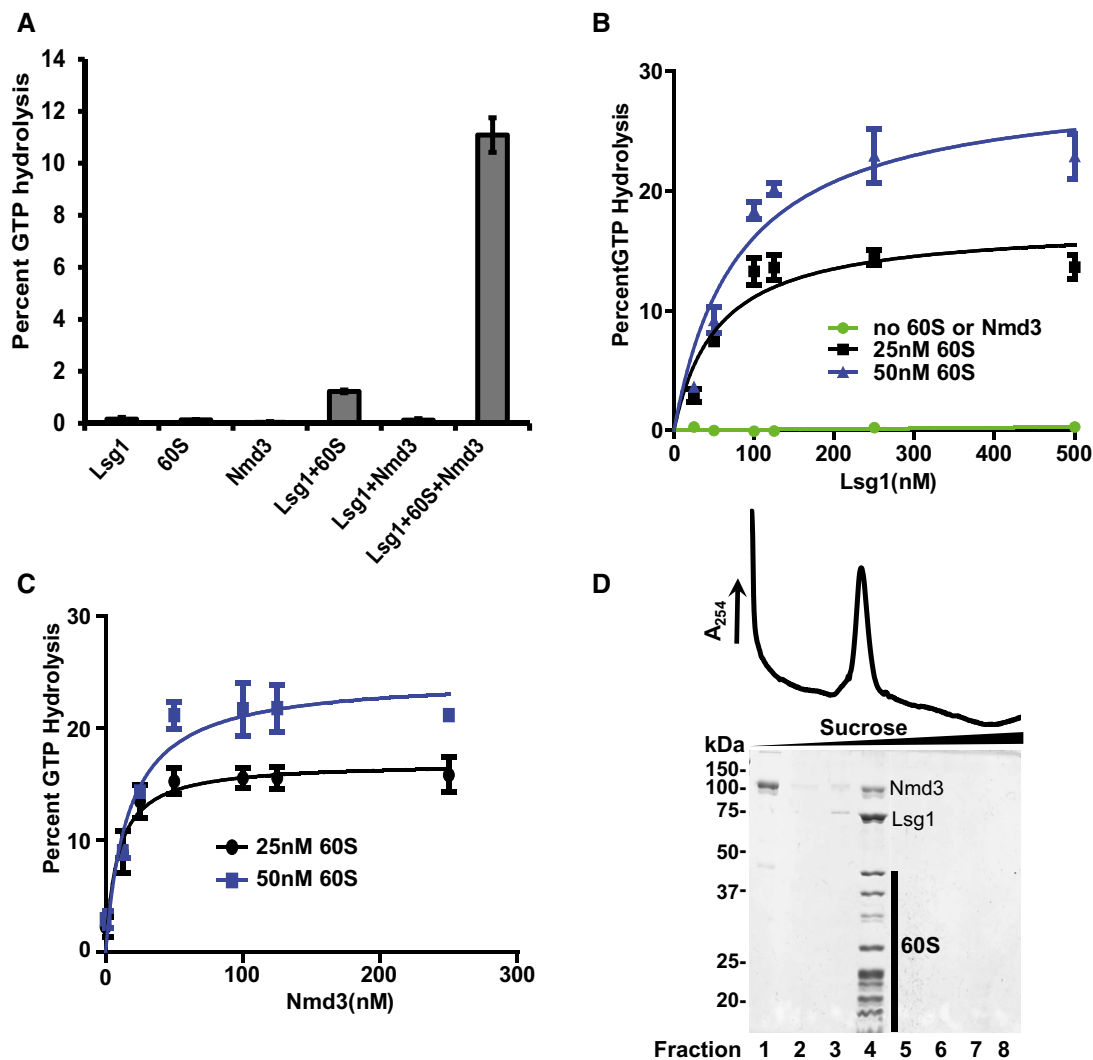 A
Percent GTP hydrolysis
14
12
10
8
6
4
2
0
Lsg1
60S
Nmd3
Lsg1+60S
Lsg1+Nmd3
Lsg1+60S+Nmd3
B
PercentGTP Hydrolysis
30
20
10
0
no 60S or Nmd3
25nM 60S
50nM 60S
0 100 200 300 400 500
Lsg1(nM)
C
Percent GTP Hydrolysis
30
20
10
0
25nM 60S
50nM 60S
0 100 200 300
Nmd3(nM)
D
A254
Sucrose
kDa
150-
100-
75-
50-
37-
25-
20-
Nmd3
Lsg1
60S
Fraction 1 2 3 4 5 6 7 8